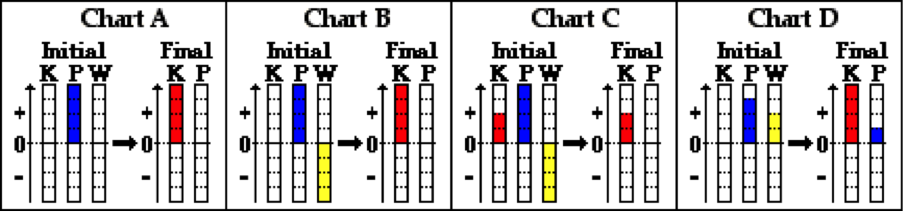 Chart A
Initial Final
K P W K P
+ +
0 0
- -
Chart B
Initial Final
K P W K P
+ +
0 0
- -
Chart C
Initial Final
K P W K P
+ +
0 0
- -
Chart D
Initial Final
K P W K P
+ +
0 0
- -